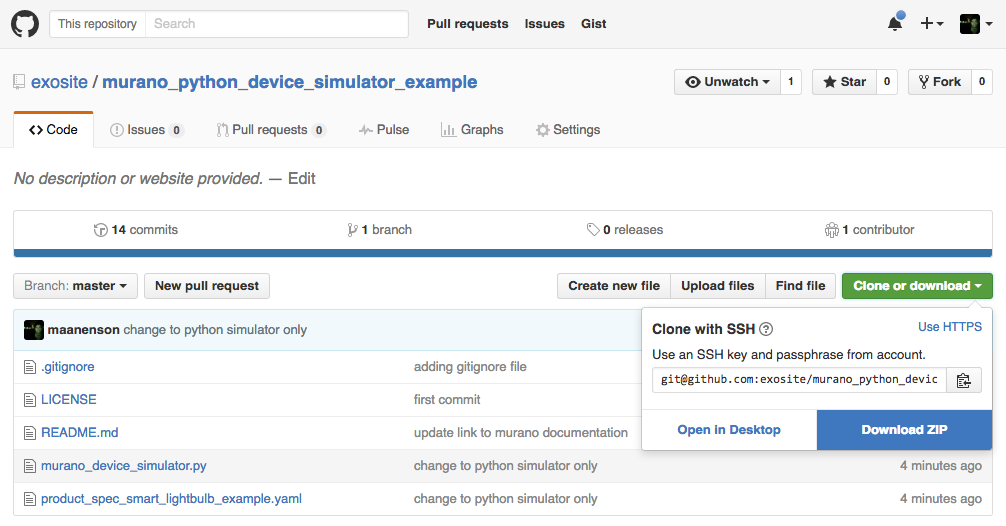 This repository Search Pull requests Issues Gist
exosite / murano_python_device_simulator_example Unwatch 1 Star 0 Fork 0
Code Issues 0 Pull requests 0 Pulse Graphs Settings
No description or website provided. — Edit
14 commits 1 branch 0 releases 1 contributor
Branch: master New pull request Create new file Upload files Find file Clone or download
maanenson change to python simulator only
Clone with SSH ? Use HTTPS
Use an SSH key and passphrase from account.
git@github.com:exosite/murano_python_devic
Open in Desktop Download ZIP
.gitignore adding gitignore file
LICENSE first commit
README.md update link to murano documentation
murano_device_simulator.py change to python simulator only 4 minutes ago
product_spec_smart_lightbulb_example.yaml change to python simulator only 4 minutes ago